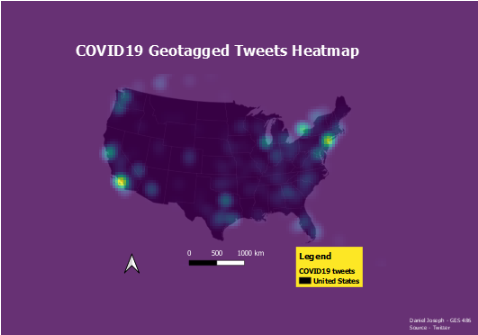 COVID19 Geotagged Tweets Heatmap
0 500 1000 km
Legend
COVID19 tweets
United States
Daniel Joseph - GES 486
Source - Twitter